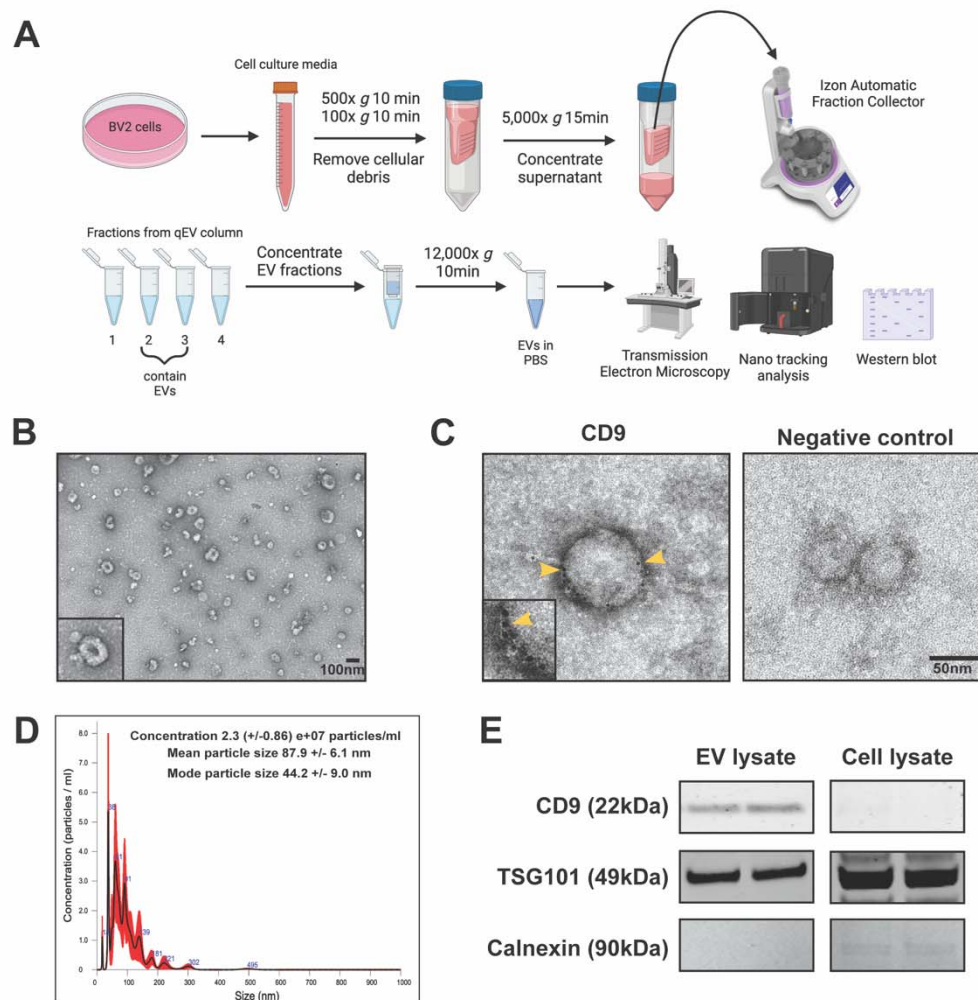 A
Cell culture media
BV2 cells
500x g 10 min
100x g 10 min
Remove cellular
debris
5,000x g 15min
Concentrate
supernatant
Izon Automatic
Fraction Collector
Fractions from qEV column
1 2 3 4
contain
EVs
Concentrate
EV fractions
12,000x g
10min
EVs in
PBS
Transmission
Electron Microscopy
Nano tracking
analysis
Western blot
B
100nm
C
CD9
Negative control
50nm
D
Concentration 2.3 (+/-0.86) e+07 particles/ml
Mean particle size 87.9 +/- 6.1 nm
Mode particle size 44.2 +/- 9.0 nm
Concentration (particles / ml)
8.0
7.0
6.0
5.0
4.0
3.0
2.0
1.0
0
302
495
0 100 200 300 400 500 600 700 800 900 1000
Size (nm)
E
EV lysate
Cell lysate
CD9 (22kDa)
TSG101 (49kDa)
Calnexin (90kDa)